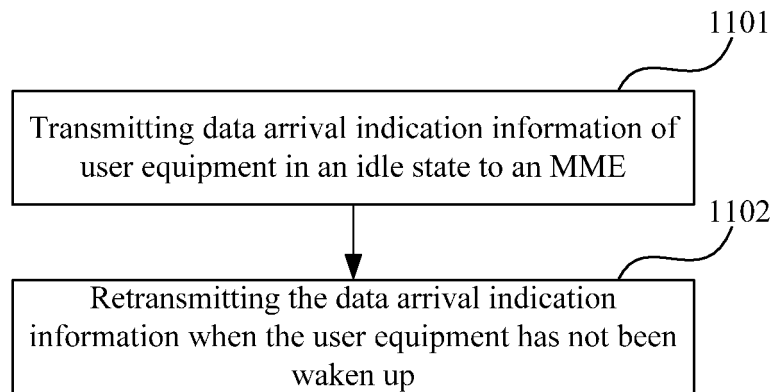 1101
Transmitting data arrival indication information of
user equipment in an idle state to an MME
1102
Retransmitting the data arrival indication
information when the user equipment has not been
waken up